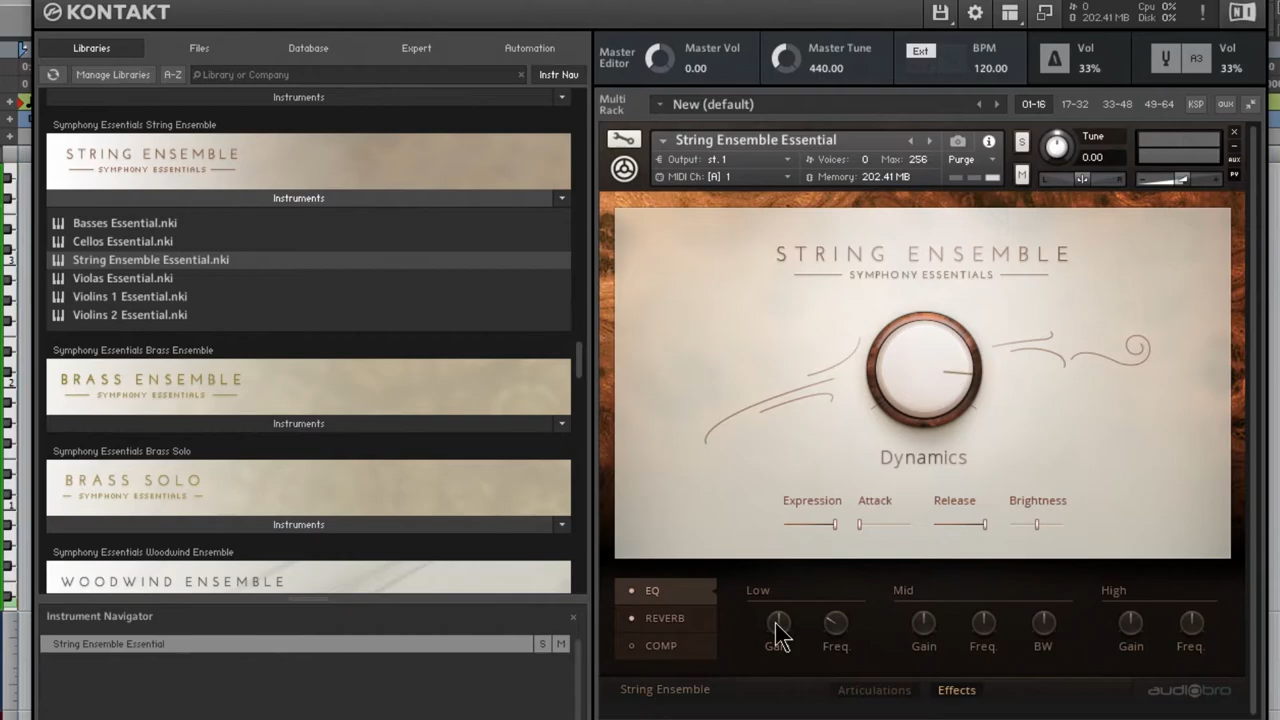 KONTAKT
0
202.41 MB
Cpu 0%
Disk 0%
!
Libraries
Files
Database
Expert
Automation
Manage Libraries
A-Z
Library or Company
×
Instr Nav
Instruments
Symphony Essentials String Ensemble
STRING ENSEMBLE
SYMPHONY ESSENTIALS
Instruments
Basses Essential.nki
Cellos Essential.nki
String Ensemble Essential.nki
Violas Essential.nki
Violins 1 Essential.nki
Violins 2 Essential.nki
Symphony Essentials Brass Ensemble
BRASS ENSEMBLE
SYMPHONY ESSENTIALS
Instruments
Symphony Essentials Brass Solo
BRASS SOLO
SYMPHONY ESSENTIALS
Instruments
Symphony Essentials Woodwind Ensemble
WOODWIND ENSEMBLE
Instrument Navigator
×
String Ensemble Essential
S
M
Master
Editor
Master Vol
0.00
Master Tune
440.00
Ext
BPM
120.00
Vol
33%
A3
Vol
33%
Multi
Rack
New (default)
01-16
17-32
33-48
49-64
KSP
AUX
String Ensemble Essential
Output: st.1
Voices: 0
Max: 256
Purge
MIDI Ch: [A] 1
Memory: 202.41 MB
S
M
Tune
0.00
L
R
AUX
PV
STRING ENSEMBLE
SYMPHONY ESSENTIALS
Dynamics
Expression
Attack
Release
Brightness
EQ
REVERB
COMP
Low
Mid
High
Gain
Freq.
Gain
Freq.
BW
Gain
Freq.
String Ensemble
Articulations
Effects
audiobro
3
2
1